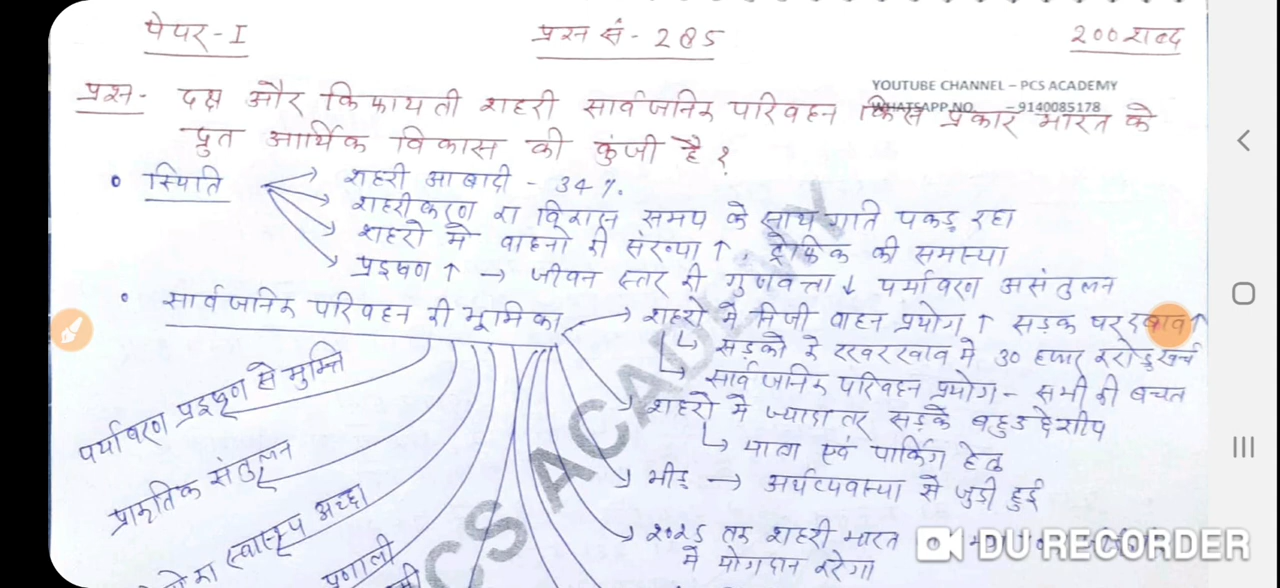 पेपर-I
प्रश्न सं- 285
200 शब्द
YOUTUBE CHANNEL – PCS ACADEMY
WHATSAPP NO. –9140085178
प्रश्न- दक्ष और किफायती शहरी सार्वजनिक परिवहन किस प्रकार भारत के
द्रुत आर्थिक विकास की कुंजी है?
• स्थिति → शहरी आबादी - 34%.
→ शहरीकरण का विकास समय के साथ गति पकड़ रहा
→ शहरों में वाहनों की संख्या ↑, ट्रैफिक की समस्या
→ प्रदूषण ↑ → जीवन स्तर की गुणवत्ता ↓ पर्यावरण असंतुलन
• सार्वजनिक परिवहन की भूमिका
→ शहरों में निजी वाहन प्रयोग ↑ सड़क पर दबाव ↑
↳ सड़कों के रखरखाव में 30 हजार करोड़ खर्च
↳ सार्वजनिक परिवहन प्रयोग - सभी की बचत
→ शहरों में ज्यादातर सड़कें बहुउद्देशीय
↳ यात्रा एवं पार्किंग हेतु
→ भीड़ → अर्थव्यवस्था से जुड़ी हुई
→ 2025 तक शहरी भारत
में योगदान करेगा
पर्यावरण प्रदूषण से मुक्ति
प्राकृतिक संतुलन
का स्वास्थ्य अच्छा
प्रणाली
PCS ACADEMY
DU RECORDER